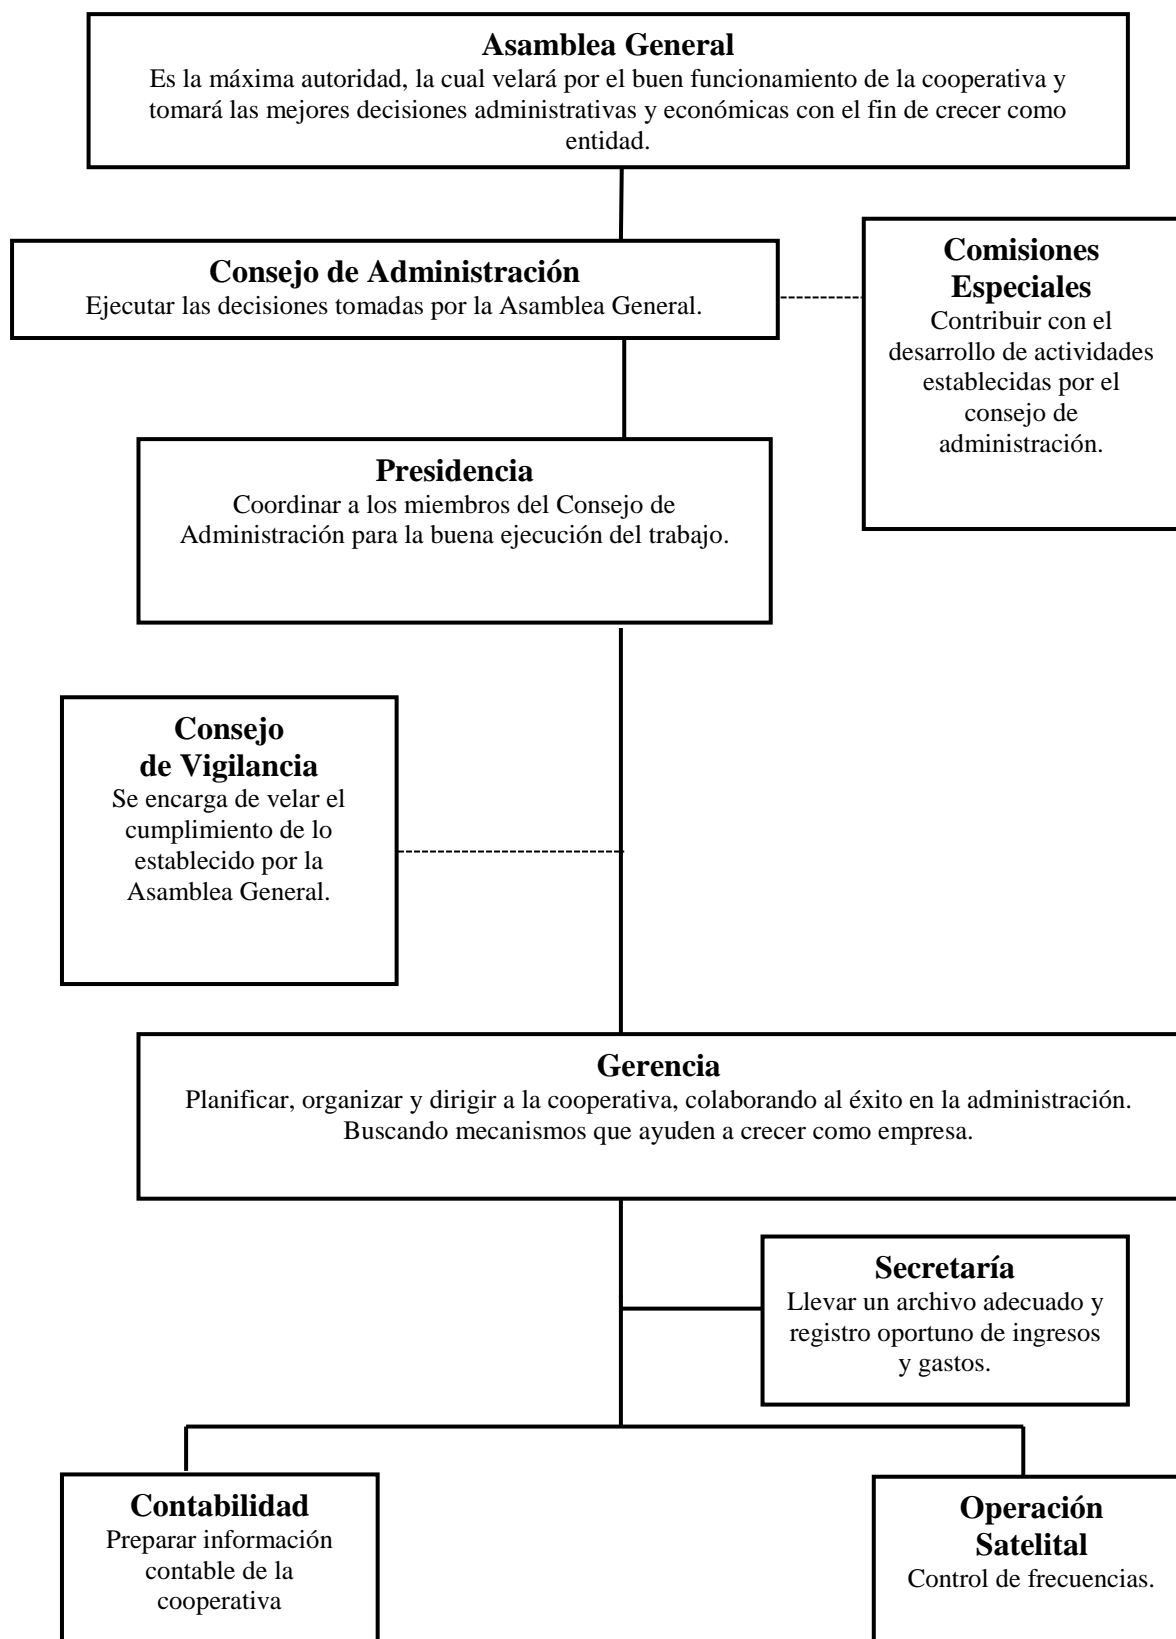 Asamblea General
Es la máxima autoridad, la cual velará por el buen funcionamiento de la cooperativa y
tomará las mejores decisiones administrativas y económicas con el fin de crecer como
entidad.
Consejo de Administración
Ejecutar las decisiones tomadas por la Asamblea General.
Comisiones
Especiales
Contribuir con el
desarrollo de actividades
establecidas por el
consejo de
administración.
Presidencia
Coordinar a los miembros del Consejo de
Administración para la buena ejecución del trabajo.
Consejo
de Vigilancia
Se encarga de velar el
cumplimiento de lo
establecido por la
Asamblea General.
Gerencia
Planificar, organizar y dirigir a la cooperativa, colaborando al éxito en la administración.
Buscando mecanismos que ayuden a crecer como empresa.
Secretaría
Llevar un archivo adecuado y
registro oportuno de ingresos
y gastos.
Contabilidad
Preparar información
contable de la
cooperativa
Operación
Satelital
Control de frecuencias.